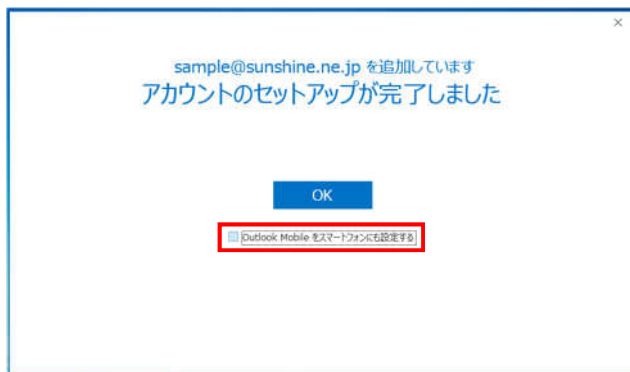 sample@sunshine.ne.jp を追加しています
アカウントのセットアップが完了しました
OK
Outlook Mobile をスマートフォンにも設定する